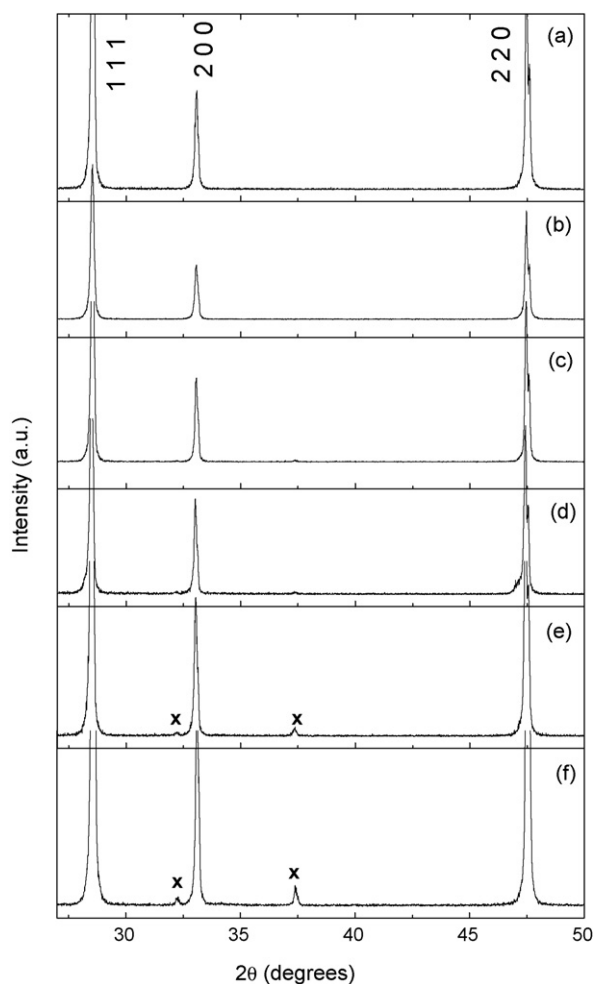 1 1 1
2 0 0
2 2 0
(a)
(b)
(c)
(d)
(e)
x
x
(f)
x
x
Intensity (a.u.)
30
35
40
45
50
2θ (degrees)